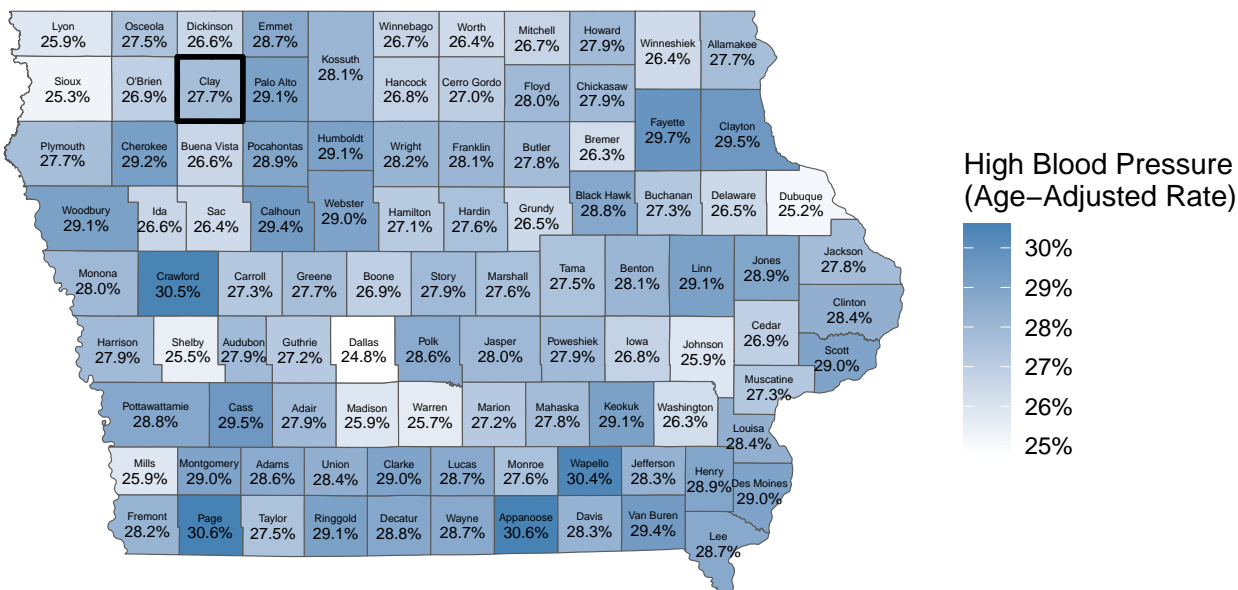 Lyon
25.9%
Osceola
27.5%
Dickinson
26.6%
Emmet
28.7%
Kossuth
28.1%
Winnebago
26.7%
Worth
26.4%
Mitchell
26.7%
Howard
27.9%
Winneshiek
26.4%
Allamakee
27.7%
Sioux
25.3%
O'Brien
26.9%
Clay
27.7%
Palo Alto
29.1%
Hancock
26.8%
Cerro Gordo
27.0%
Floyd
28.0%
Chickasaw
27.9%
Fayette
29.7%
Clayton
29.5%
Plymouth
27.7%
Cherokee
29.2%
Buena Vista
26.6%
Pocahontas
28.9%
Humboldt
29.1%
Wright
28.2%
Franklin
28.1%
Butler
27.8%
Bremer
26.3%
Woodbury
29.1%
Ida
26.6%
Sac
26.4%
Calhoun
29.4%
Webster
29.0%
Hamilton
27.1%
Hardin
27.6%
Grundy
26.5%
Black Hawk
28.8%
Buchanan
27.3%
Delaware
26.5%
Dubuque
25.2%
Monona
28.0%
Crawford
30.5%
Carroll
27.3%
Greene
27.7%
Boone
26.9%
Story
27.9%
Marshall
27.6%
Tama
27.5%
Benton
28.1%
Linn
29.1%
Jones
28.9%
Jackson
27.8%
Clinton
28.4%
Harrison
27.9%
Shelby
25.5%
Audubon
27.9%
Guthrie
27.2%
Dallas
24.8%
Polk
28.6%
Jasper
28.0%
Poweshiek
27.9%
Iowa
26.8%
Johnson
25.9%
Cedar
26.9%
Scott
29.0%
Muscatine
27.3%
Pottawattamie
28.8%
Cass
29.5%
Adair
27.9%
Madison
25.9%
Warren
25.7%
Marion
27.2%
Mahaska
27.8%
Keokuk
29.1%
Washington
26.3%
Louisa
28.4%
Mills
25.9%
Montgomery
29.0%
Adams
28.6%
Union
28.4%
Clarke
29.0%
Lucas
28.7%
Monroe
27.6%
Wapello
30.4%
Jefferson
28.3%
Henry
28.9%
Des Moines
29.0%
Fremont
28.2%
Page
30.6%
Taylor
27.5%
Ringgold
29.1%
Decatur
28.8%
Wayne
28.7%
Appanoose
30.6%
Davis
28.3%
Van Buren
29.4%
Lee
28.7%
High Blood Pressure
(Age−Adjusted Rate)
30%
29%
28%
27%
26%
25%